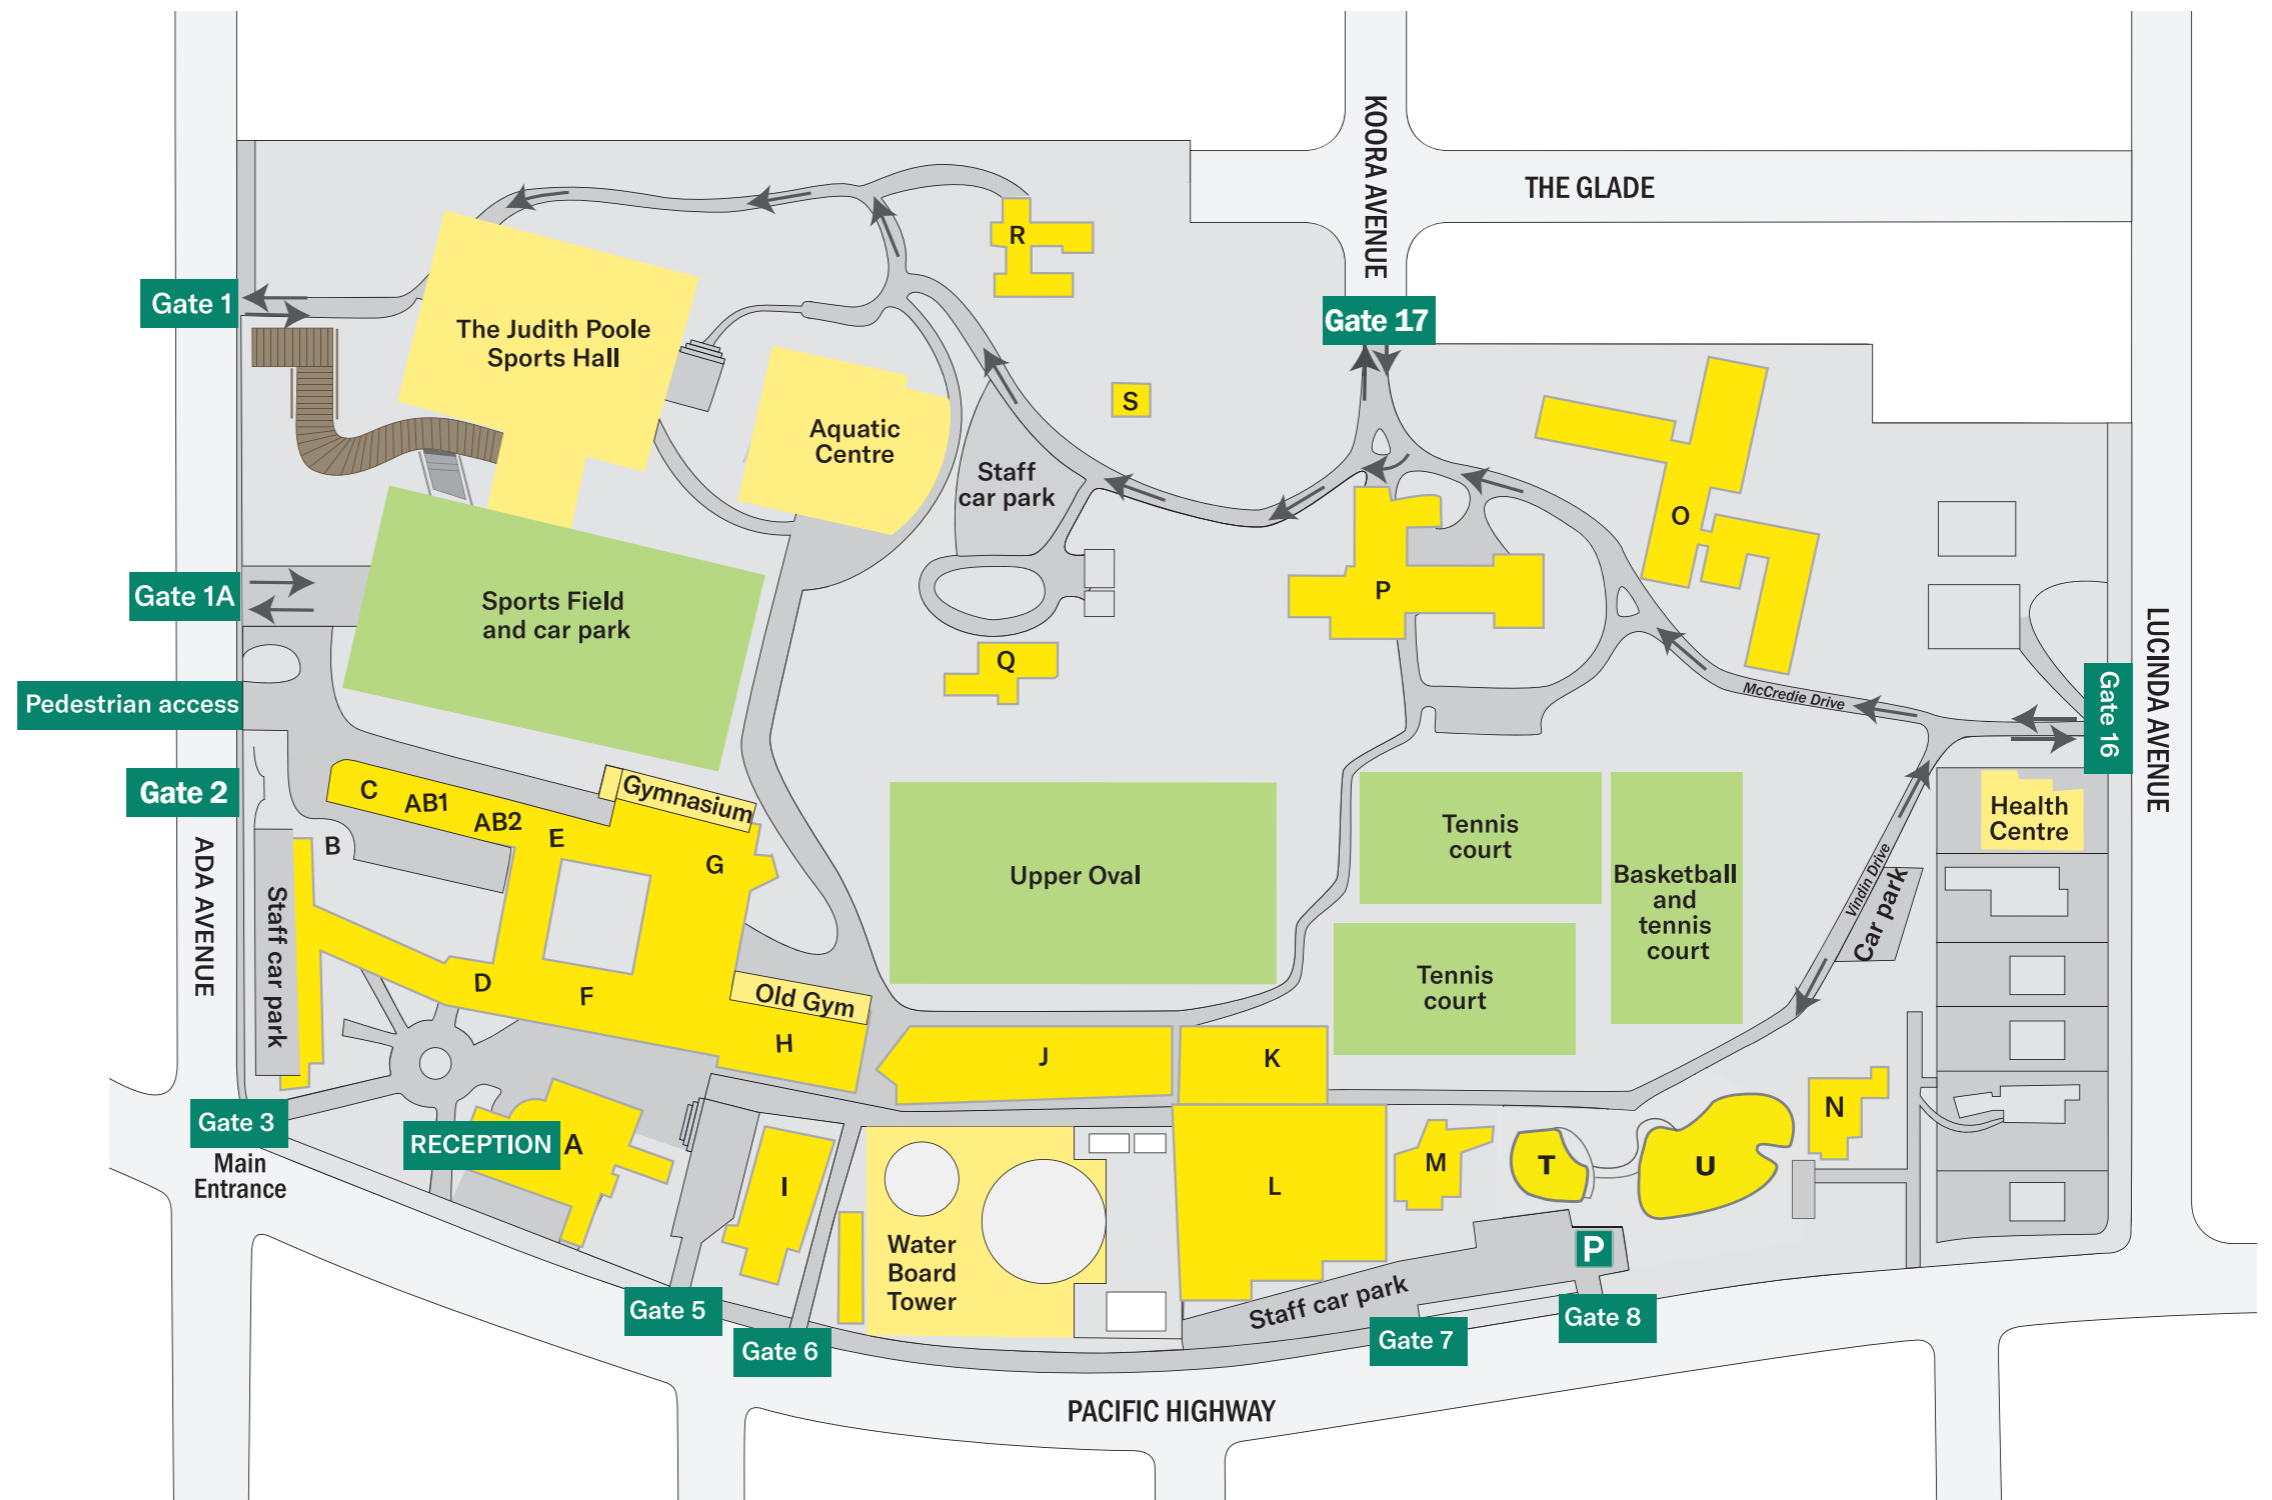 KOORA AVENUE
THE GLADE
R
Gate 1
Gate 17
The Judith Poole
Sports Hall
S
Aquatic
Centre
Staff
car park
O
Gate 1A
Sports Field
and car park
P
LUCINDA AVENUE
Q
Pedestrian access
McCredie Drive
Gate 16
Gate 2
C
AB1
AB2
E
Gymnasium
G
B
Health
Centre
Tennis
court
Upper Oval
Basketball
and
tennis
court
Vindin Drive
Car park
ADA AVENUE
Staff car park
D
F
Old Gym
Tennis
court
H
J
K
Gate 3
Main
Entrance
RECEPTION
A
I
L
M
T
U
N
Water
Board
Tower
P
Staff car park
Gate 5
Gate 6
Gate 7
Gate 8
PACIFIC HIGHWAY